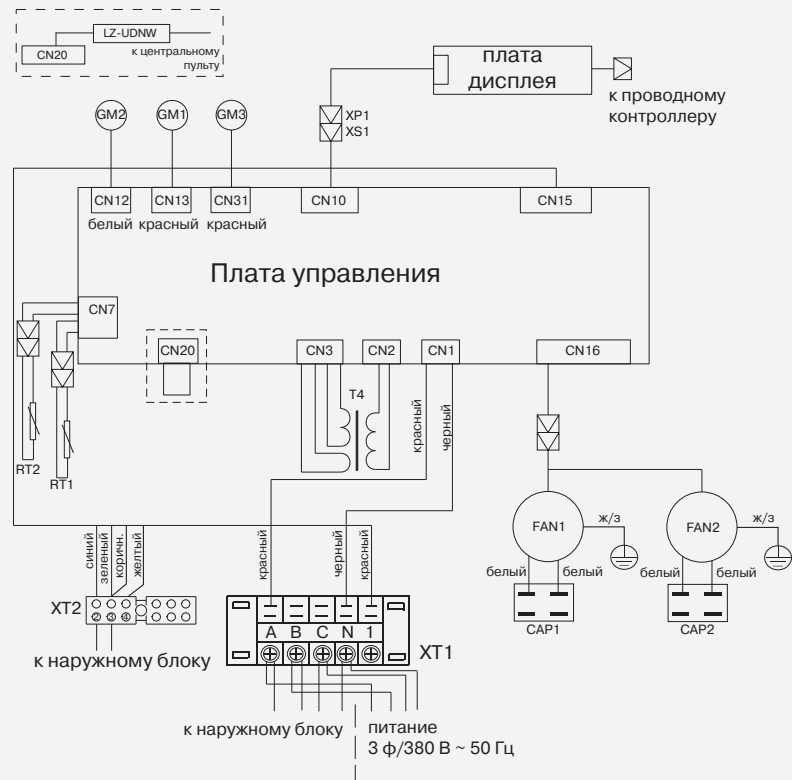 LZ-UDNW
CN20
к центральному
пульту
плата
дисплея
к проводному
контроллеру
GM2
GM1
GM3
XP1
XS1
CN12
CN13
CN31
CN10
CN15
белый
красный
красный
Плата управления
CN7
CN20
CN3
CN2
CN1
CN16
T4
красный
черный
RT2
RT1
FAN1
ж/з
FAN2
ж/з
синий
зеленый
коричн.
желтый
красный
черный
красный
белый
белый
белый
белый
XT2
2 3 4
A B C N 1
XT1
CAP1
CAP2
к наружному блоку
к наружному блоку
питание
3 ф/380 В ~ 50 Гц